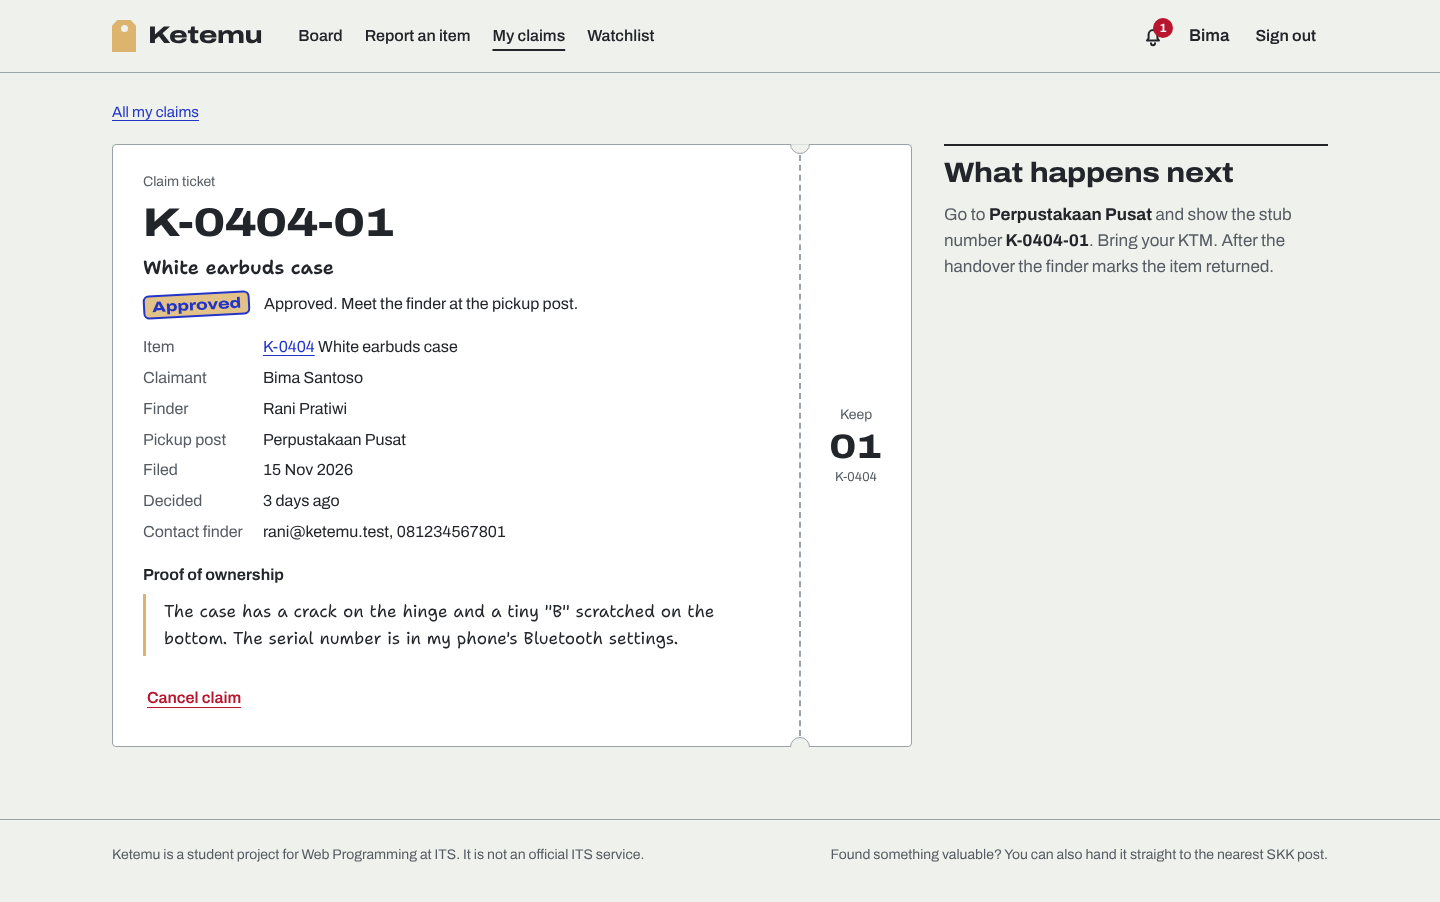 Ketemu
Board
Report an item
My claims
Watchlist
1
Bima
Sign out
All my claims
Claim ticket
K-0404-01
White earbuds case
Approved
Approved. Meet the finder at the pickup post.
Item
K-0404 White earbuds case
Claimant
Bima Santoso
Finder
Rani Pratiwi
Pickup post
Perpustakaan Pusat
Filed
15 Nov 2026
Decided
3 days ago
Contact finder
rani@ketemu.test, 081234567801
Proof of ownership
The case has a crack on the hinge and a tiny "B" scratched on the
bottom. The serial number is in my phone's Bluetooth settings.
Cancel claim
Keep
01
K-0404
What happens next
Go to Perpustakaan Pusat and show the stub
number K-0404-01. Bring your KTM. After the
handover the finder marks the item returned.
Ketemu is a student project for Web Programming at ITS. It is not an official ITS service.
Found something valuable? You can also hand it straight to the nearest SKK post.